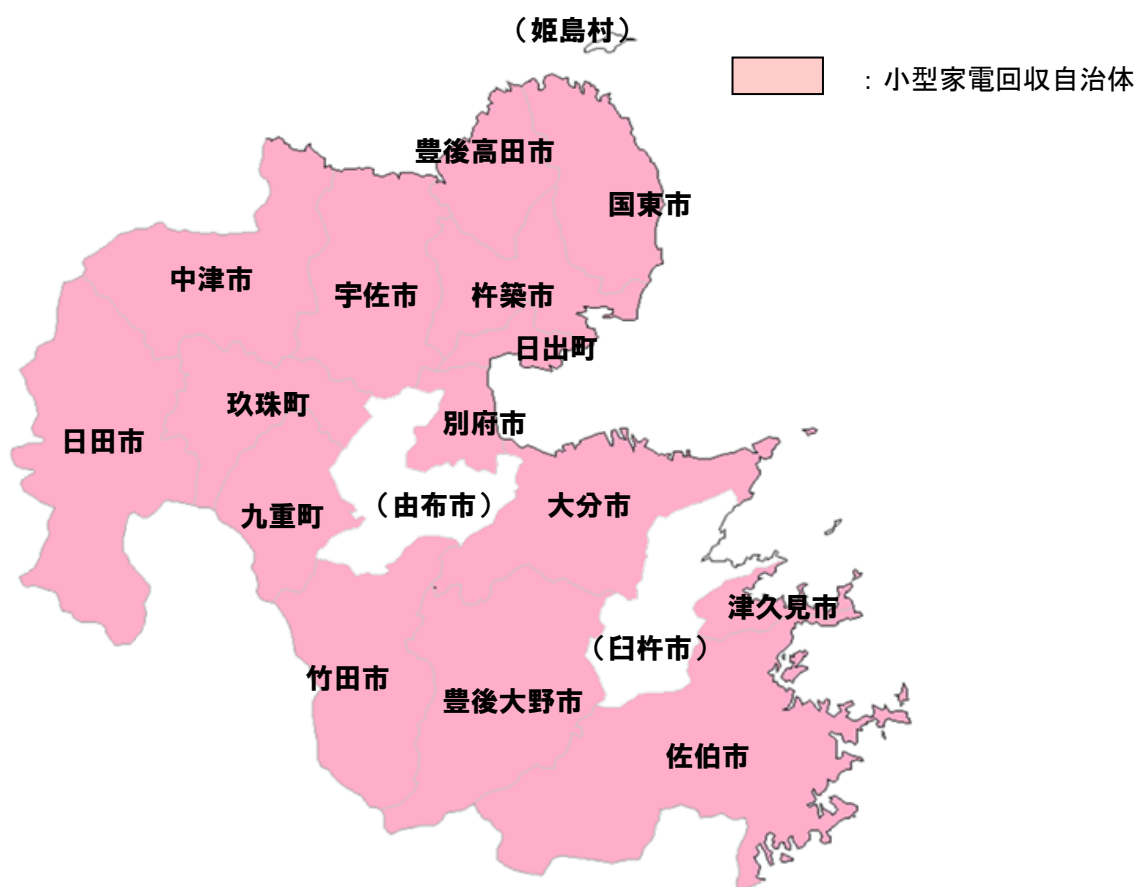 （姫島村）
：小型家電回収自治体
豊後高田市
国東市
中津市
宇佐市
杵築市
日出町
玖珠町
別府市
日田市
（由布市）
大分市
九重町
津久見市
（臼杵市）
竹田市
豊後大野市
佐伯市